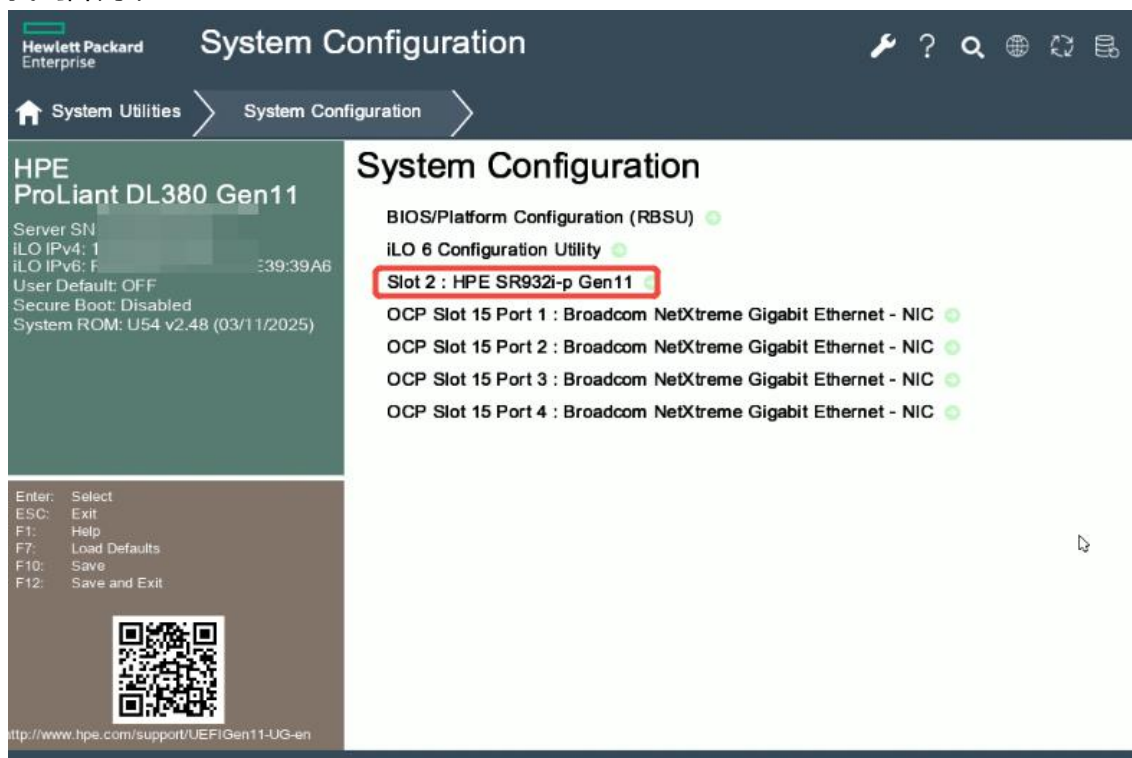 Hewlett Packard
Enterprise
System Configuration
System Utilities
System Configuration
HPE
ProLiant DL380 Gen11
Server SN
iLO IPv4: 1
iLO IPv6: F :39:39A6
User Default: OFF
Secure Boot: Disabled
System ROM: U54 v2.48 (03/11/2025)
System Configuration
BIOS/Platform Configuration (RBSU)
iLO 6 Configuration Utility
Slot 2 : HPE SR932i-p Gen11
OCP Slot 15 Port 1 : Broadcom NetXtreme Gigabit Ethernet - NIC
OCP Slot 15 Port 2 : Broadcom NetXtreme Gigabit Ethernet - NIC
OCP Slot 15 Port 3 : Broadcom NetXtreme Gigabit Ethernet - NIC
OCP Slot 15 Port 4 : Broadcom NetXtreme Gigabit Ethernet - NIC
Enter: Select
ESC: Exit
F1: Help
F7: Load Defaults
F10: Save
F12: Save and Exit
http://www.hpe.com/support/UEFIGen11-UG-en